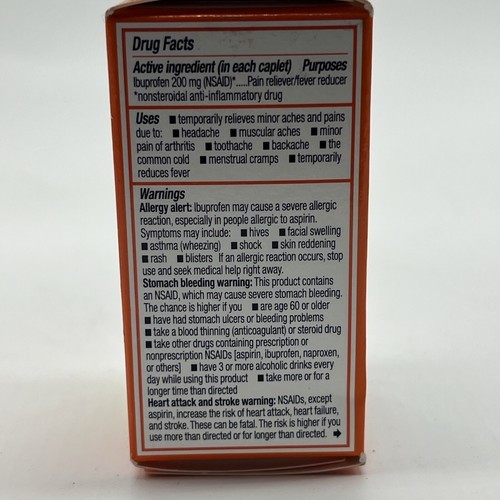 Drug Facts
Active ingredient (in each caplet) Purposes
Ibuprofen 200 mg (NSAID)*.....Pain reliever/fever reducer
*nonsteroidal anti-inflammatory drug
Uses ■ temporarily relieves minor aches and pains
due to: ■ headache ■ muscular aches ■ minor
pain of arthritis ■ toothache ■ backache ■ the
common cold ■ menstrual cramps ■ temporarily
reduces fever
Warnings
Allergy alert: Ibuprofen may cause a severe allergic
reaction, especially in people allergic to aspirin.
Symptoms may include: ■ hives ■ facial swelling
■ asthma (wheezing) ■ shock ■ skin reddening
■ rash ■ blisters If an allergic reaction occurs, stop
use and seek medical help right away.
Stomach bleeding warning: This product contains
an NSAID, which may cause severe stomach bleeding.
The chance is higher if you ■ are age 60 or older
■ have had stomach ulcers or bleeding problems
■ take a blood thinning (anticoagulant) or steroid drug
■ take other drugs containing prescription or
nonprescription NSAIDs [aspirin, ibuprofen, naproxen,
or others] ■ have 3 or more alcoholic drinks every
day while using this product ■ take more or for a
longer time than directed
Heart attack and stroke warning: NSAIDs, except
aspirin, increase the risk of heart attack, heart failure,
and stroke. These can be fatal. The risk is higher if you
use more than directed or for longer than directed. ➔